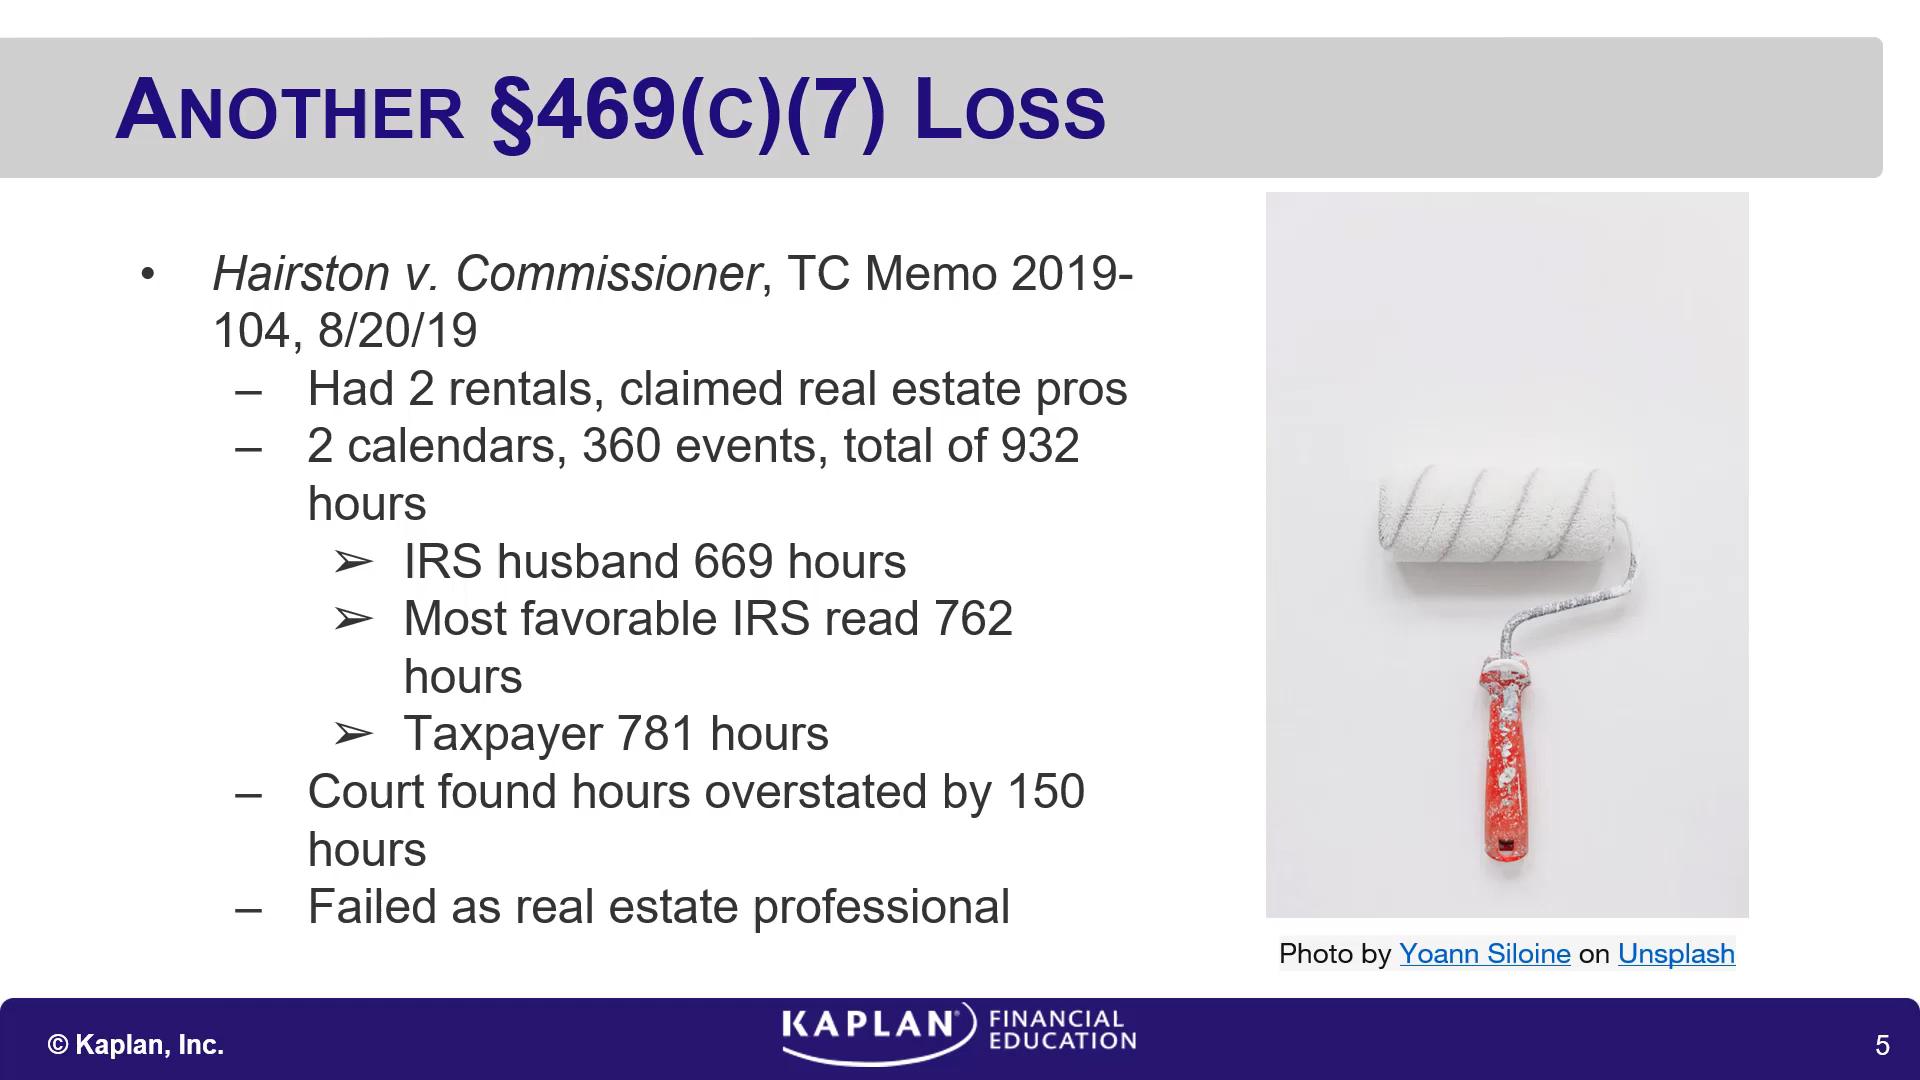 ANOTHER §469(C)(7) LOSS
• Hairston v. Commissioner, TC Memo 2019-
104, 8/20/19
– Had 2 rentals, claimed real estate pros
– 2 calendars, 360 events, total of 932
hours
➢ IRS husband 669 hours
➢ Most favorable IRS read 762
hours
➢ Taxpayer 781 hours
– Court found hours overstated by 150
hours
– Failed as real estate professional
Photo by Yoann Siloine on Unsplash
© Kaplan, Inc.
KAPLAN® FINANCIAL
EDUCATION
5